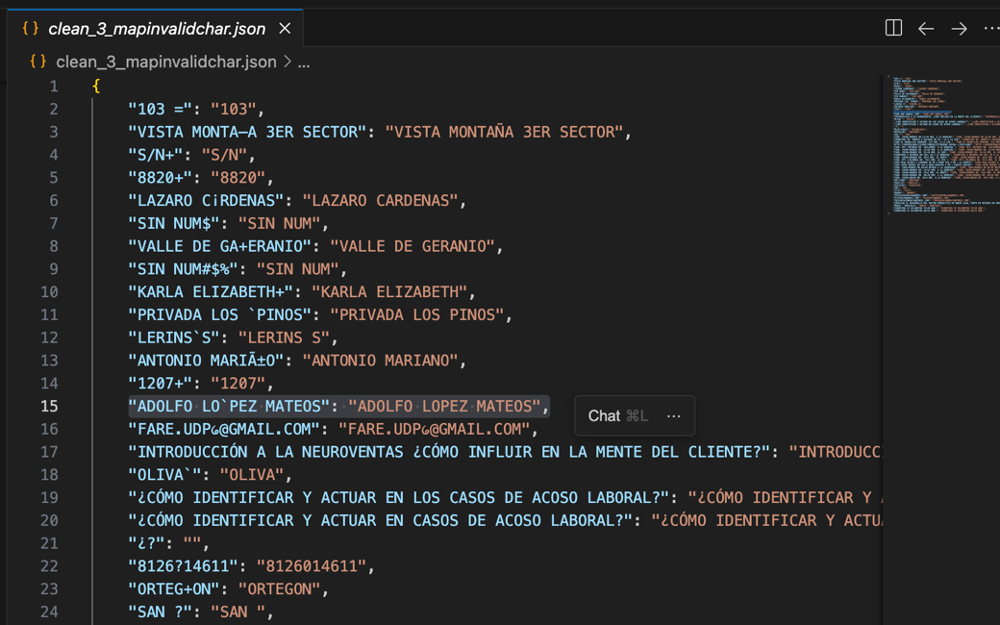 { } clean_3_mapinvalidchar.json ×
{ } clean_3_mapinvalidchar.json > ...
1 {
2 "103 =": "103",
3 "VISTA MONTA—A 3ER SECTOR": "VISTA MONTAÑA 3ER SECTOR",
4 "S/N+": "S/N",
5 "8820+": "8820",
6 "LAZARO C¡RDENAS": "LAZARO CARDENAS",
7 "SIN NUM$": "SIN NUM",
8 "VALLE DE GA+ERANIO": "VALLE DE GERANIO",
9 "SIN NUM#$%": "SIN NUM",
10 "KARLA ELIZABETH+": "KARLA ELIZABETH",
11 "PRIVADA LOS `PINOS": "PRIVADA LOS PINOS",
12 "LERINS`S": "LERINS S",
13 "ANTONIO MARIÃ±O": "ANTONIO MARIANO",
14 "1207+": "1207",
15 "ADOLFO LO`PEZ MATEOS": "ADOLFO LOPEZ MATEOS",
Chat ⌘L ...
16 "FARE.UDP@GMAIL.COM": "FARE.UDP@GMAIL.COM",
17 "INTRODUCCIÓN A LA NEUROVENTAS ¿CÓMO INFLUIR EN LA MENTE DEL CLIENTE?": "INTRODUCC
18 "OLIVA`": "OLIVA",
19 "¿CÓMO IDENTIFICAR Y ACTUAR EN LOS CASOS DE ACOSO LABORAL?": "¿CÓMO IDENTIFICAR Y
20 "¿CÓMO IDENTIFICAR Y ACTUAR EN CASOS DE ACOSO LABORAL?": "¿CÓMO IDENTIFICAR Y ACTU
21 "¿?": "",
22 "8126?14611": "8126014611",
23 "ORTEG+ON": "ORTEGON",
24 "SAN ?": "SAN ",